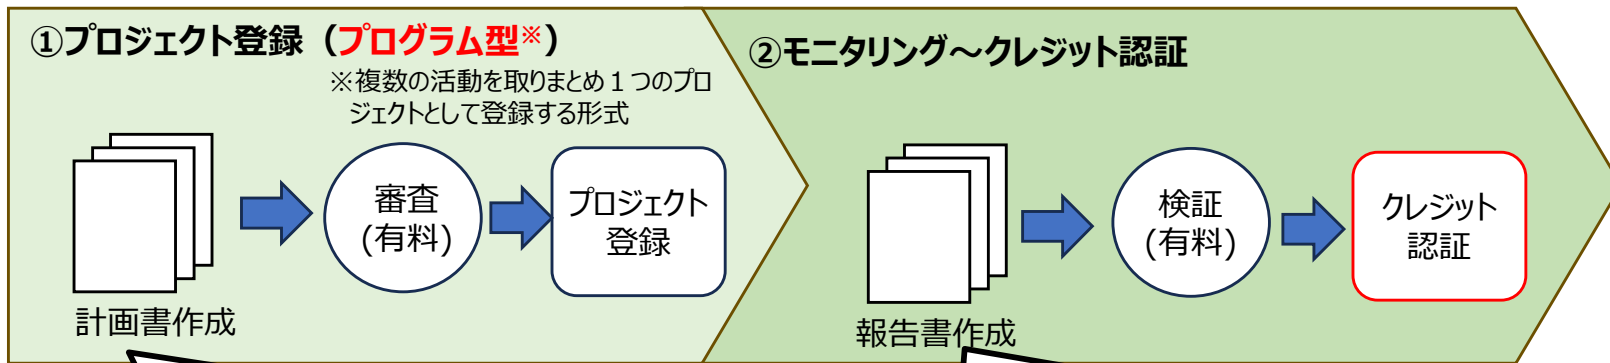 ①プロジェクト登録（プログラム型※）
※複数の活動を取りまとめ１つのプロ
ジェクトとして登録する形式
計画書作成
審査
(有料)
プロジェクト
登録
②モニタリング～クレジット認証
報告書作成
検証
(有料)
クレジット
認証